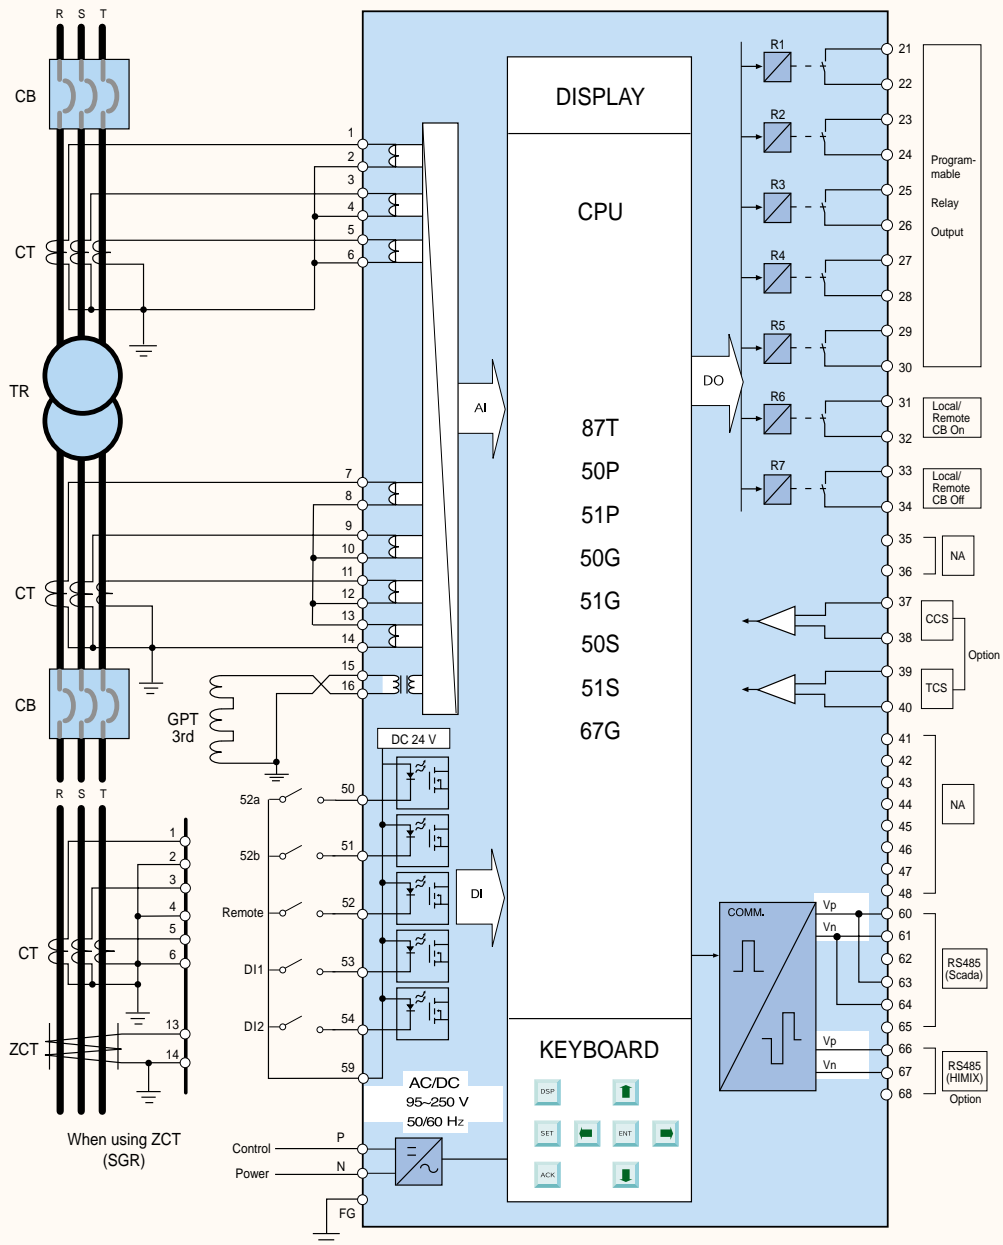 R S T
CB
CT
TR
CT
CB
GPT
3rd
R S T
CT
ZCT
When using ZCT
(SGR)
1
2
3
4
5
6
13
14
1
2
3
4
5
6
7
8
9
10
11
12
13
14
15
16
DC 24 V
52a
50
52b
51
Remote
52
DI1
53
DI2
54
59
AC/DC
95~250 V
50/60 Hz
Control
P
Power
N
FG
AI
DI
DISPLAY
CPU
87T
50P
51P
50G
51G
50S
51S
67G
KEYBOARD
DSP
SET
ENT
ACK
DO
R1
R2
R3
R4
R5
R6
R7
21
22
23
24
25
26
27
28
29
30
31
32
33
34
35
36
37
38
39
40
41
42
43
44
45
46
47
48
60
61
62
63
64
65
66
67
68
Program-
mable
Relay
Output
Local/
Remote
CB On
Local/
Remote
CB Off
NA
CCS
Option
TCS
NA
COMM.
Vp
Vn
Vp
Vn
RS485
(Scada)
RS485
(HIMIX)
Option